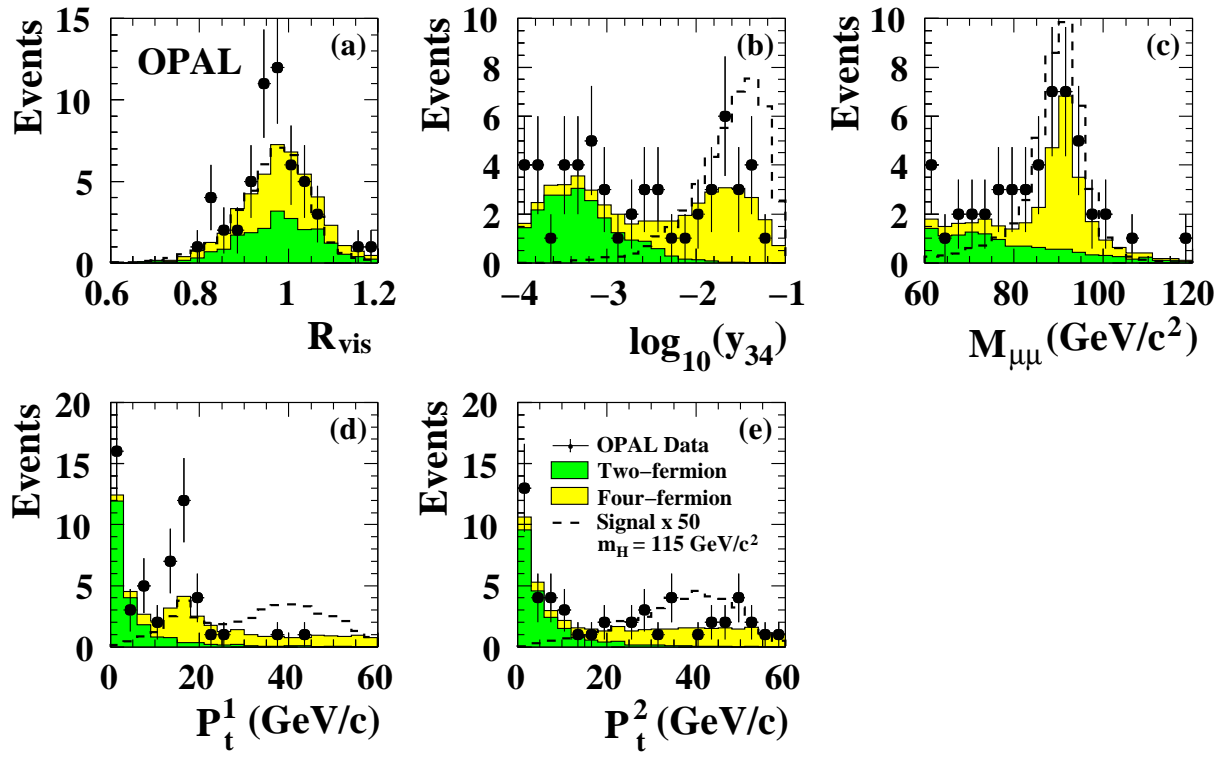 Events
15
10
5
0
OPAL
(a)
0.6 0.8 1 1.2
R_vis
Events
10
8
6
4
2
0
(b)
−4 −3 −2 −1
log₁₀(y₃₄)
Events
10
8
6
4
2
0
(c)
60 80 100 120
M_μμ (GeV/c²)
Events
20
15
10
5
0
(d)
0 20 40 60
P_t^1 (GeV/c)
Events
20
15
10
5
0
(e)
OPAL Data
Two−fermion
Four−fermion
Signal x 50
m_H = 115 GeV/c²
0 20 40 60
P_t^2 (GeV/c)